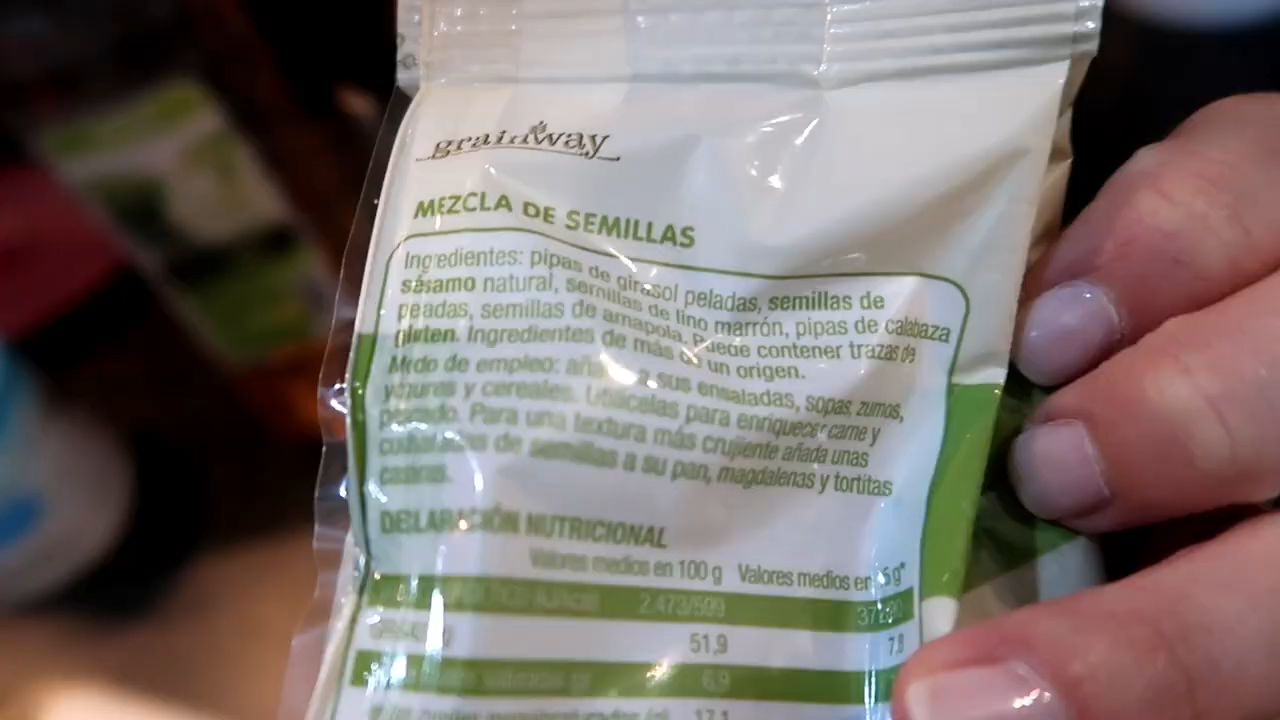 grainway
MEZCLA DE SEMILLAS
Ingredientes: pipas de girasol peladas, semillas de
sésamo natural, semillas de lino marrón, pipas de calabaza
peladas, semillas de amapola. Puede contener trazas de
gluten. Ingredientes de más de un origen.
Modo de empleo: añada a sus ensaladas, sopas, zumos,
yogures y cereales. Utilícelas para enriquecer carne y
pescado. Para una textura más crujiente añada unas
cucharadas de semillas a su pan, magdalenas y tortitas
caseras.
DECLARACIÓN NUTRICIONAL
Valores medios en 100 g Valores medios en 5 g*
2.473/599
51,9 7,8
6,9
17,1